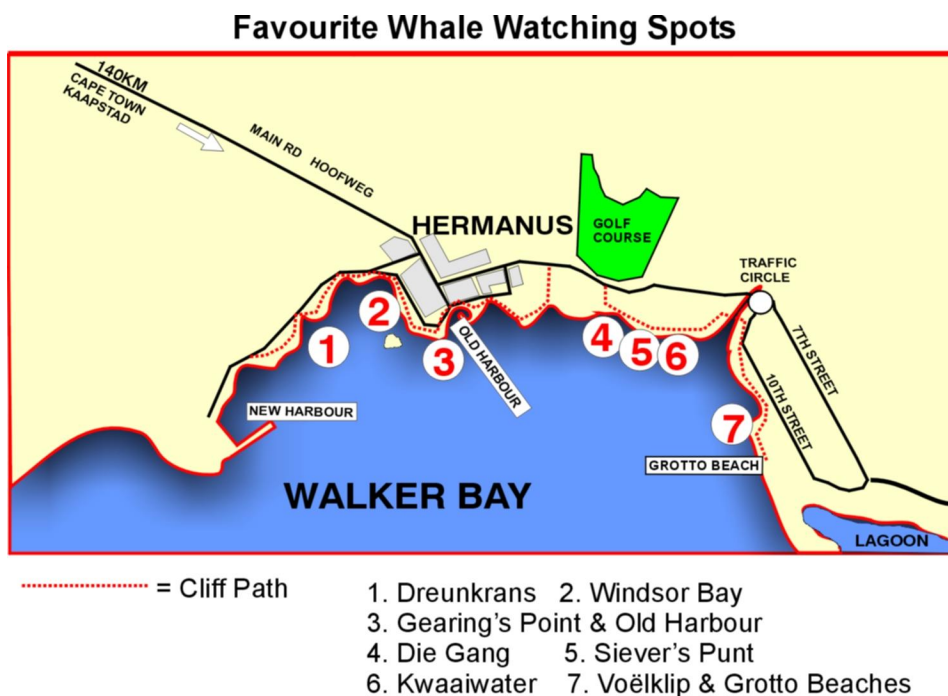 Favourite Whale Watching Spots
140KM
CAPE TOWN
KAAPSTAD
MAIN RD HOOFWEG
HERMANUS
GOLF
COURSE
TRAFFIC
CIRCLE
1
2
3
OLD HARBOUR
4
5
6
7TH STREET
10TH STREET
7
NEW HARBOUR
GROTTO BEACH
WALKER BAY
LAGOON
= Cliff Path
1. Dreunkrans 2. Windsor Bay
3. Gearing's Point & Old Harbour
4. Die Gang 5. Siever's Punt
6. Kwaaiwater 7. Voëlklip & Grotto Beaches